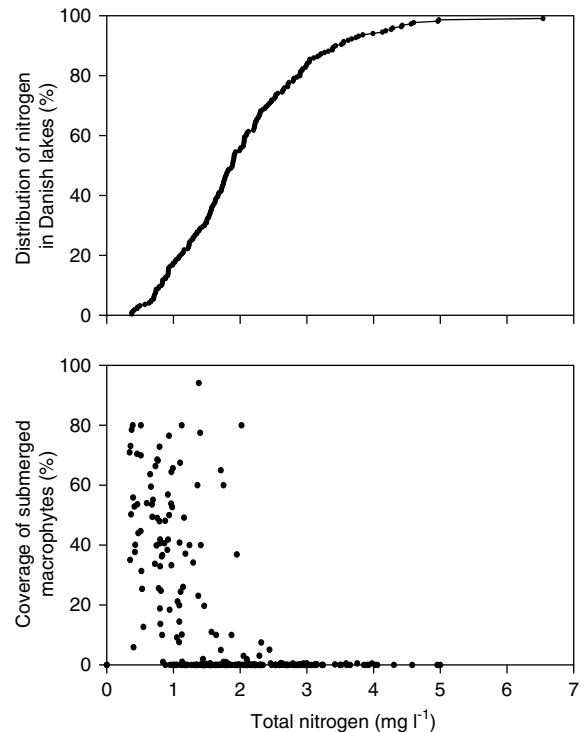 100
80
60
40
20
0
Distribution of nitrogen
in Danish lakes (%)
100
80
60
40
20
0
Coverage of submerged
macrophytes (%)
0 1 2 3 4 5 6 7
Total nitrogen (mg l⁻¹)